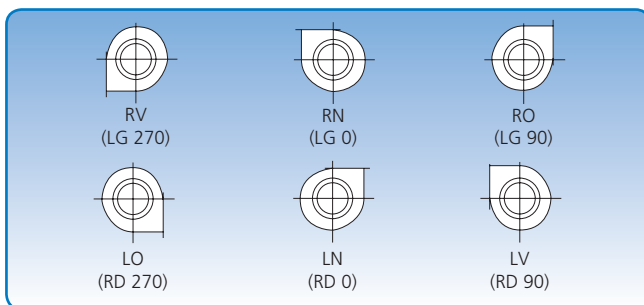 RV RN RO
(LG 270) (LG 0) (LG 90)
LO LN LV
(RD 270) (RD 0) (RD 90)